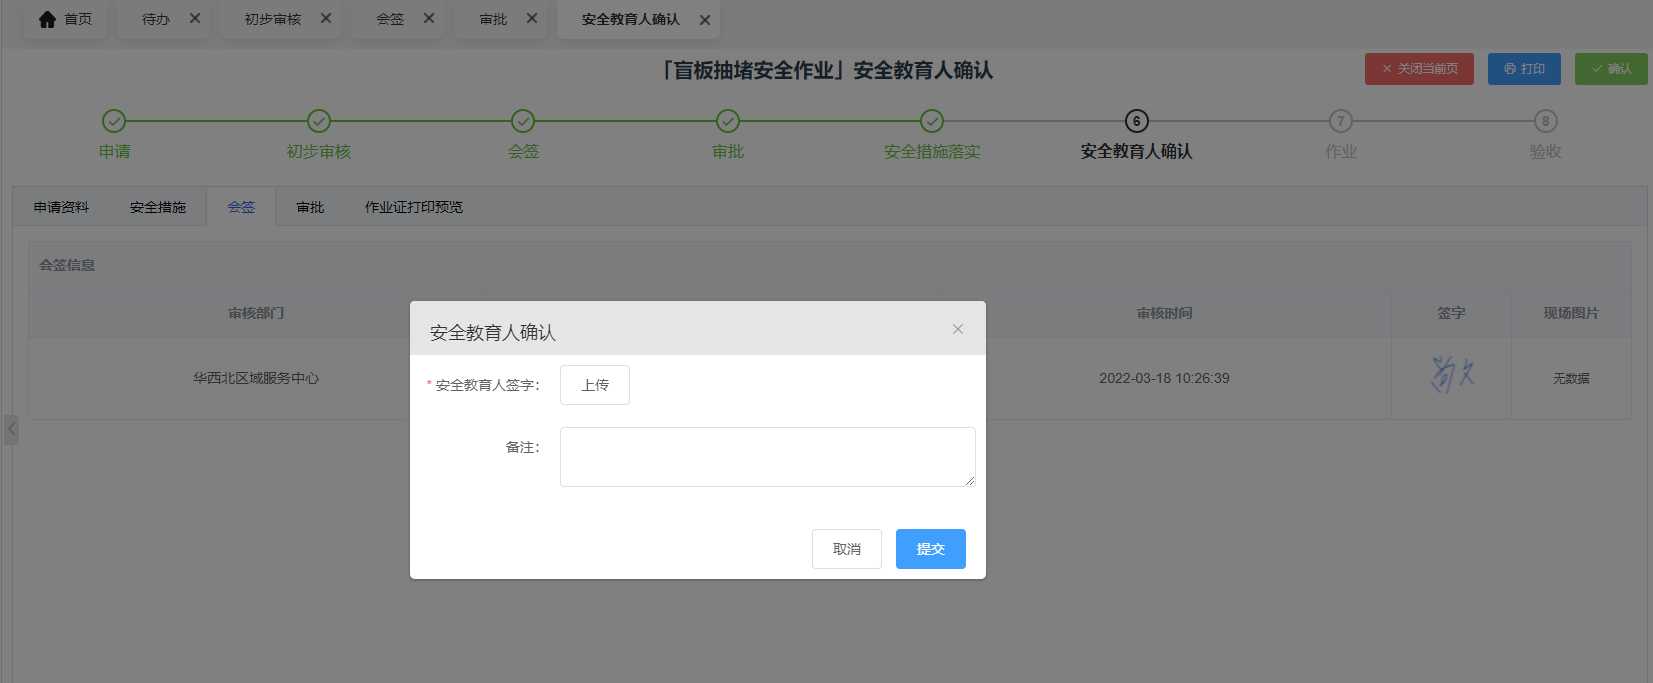 首页 待办 初步审核 会签 审批 安全教育人确认
「盲板抽堵安全作业」安全教育人确认 关闭当前页 打印 确认
6 7 8
申请 初步审核 会签 审批 安全措施落实 安全教育人确认 作业 验收
申请资料 安全措施 会签 审批 作业证打印预览
会签信息
审核部门 审核时间 签字 现场图片
华西北区域服务中心 2022-03-18 10:26:39 无数据
安全教育人确认
* 安全教育人签字: 上传
备注:
取消 提交